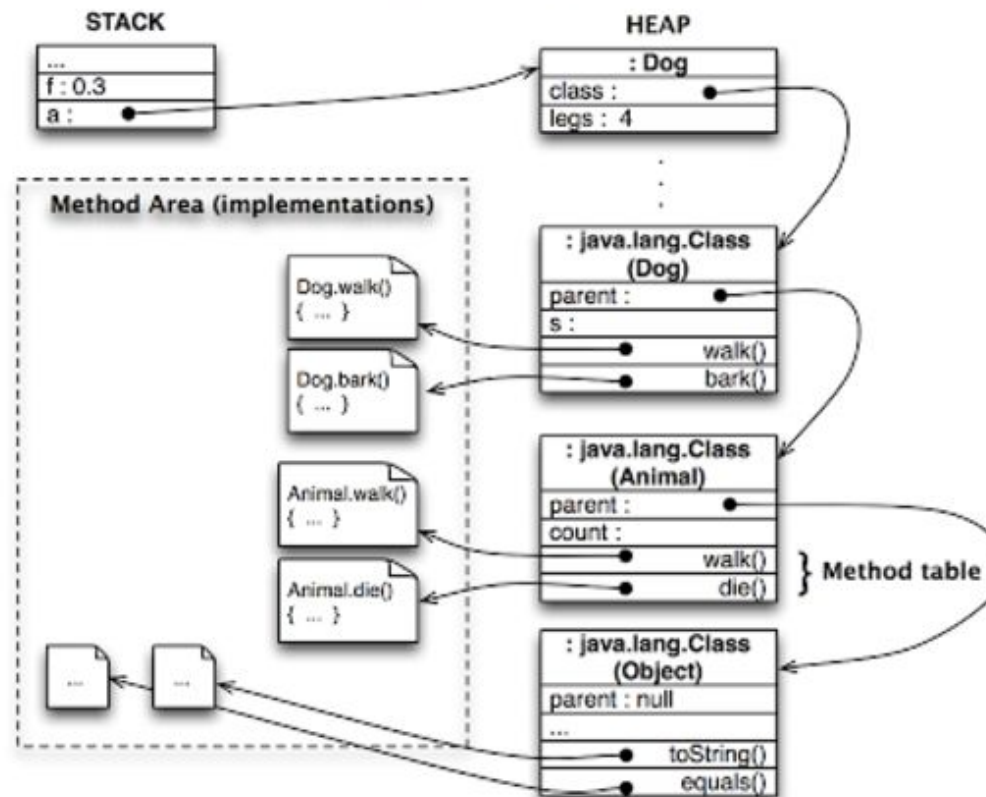 STACK
...
f : 0.3
a :
HEAP
: Dog
class :
legs : 4
Method Area (implementations)
Dog.walk()
{ ... }
Dog.bark()
{ ... }
Animal.walk()
{ ... }
Animal.die()
{ ... }
...
...
: java.lang.Class
(Dog)
parent :
s :
walk()
bark()
: java.lang.Class
(Animal)
parent :
count :
walk()
die()
} Method table
: java.lang.Class
(Object)
parent : null
...
toString()
equals()